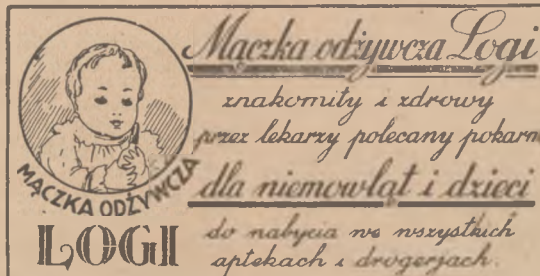 Mączka odżywcza Logi
znakomity i zdrowy
przez lekarzy polecany pokarm
dla niemowląt i dzieci
do nabycia we wszystkich
aptekach i drogerjach.
MĄCZKA ODŻYWCZA
LOGI